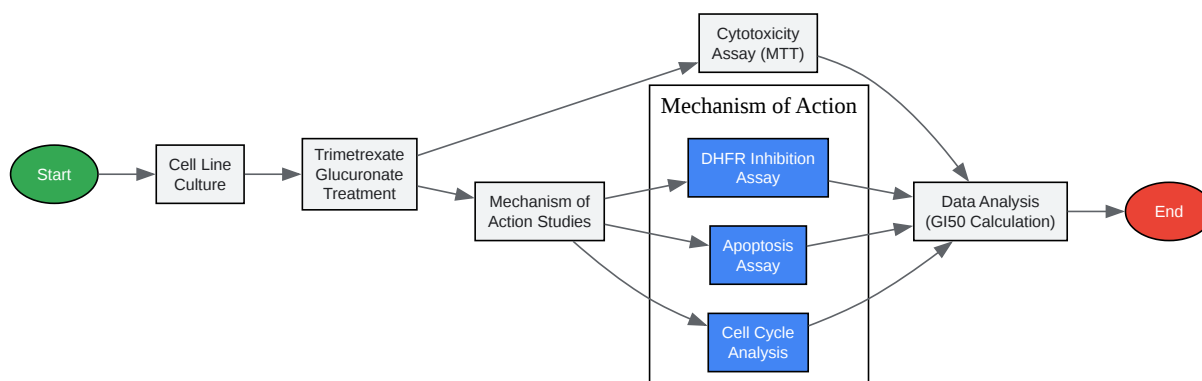 Start
Cell Line
Culture
Trimetrexate
Glucuronate
Treatment
Cytotoxicity
Assay (MTT)
Mechanism of
Action Studies
Mechanism of Action
DHFR Inhibition
Assay
Apoptosis
Assay
Cell Cycle
Analysis
Data Analysis
(GI50 Calculation)
End